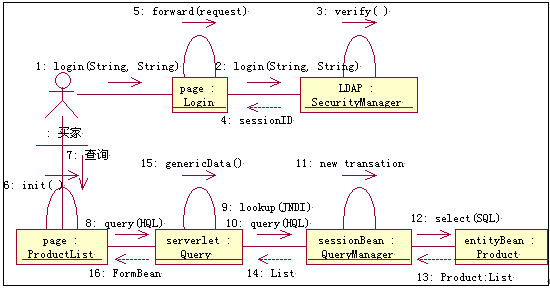 5: forward(request)
3: verify( )
1: login(String, String)
2: login(String, String)
page :
Login
LDAP :
SecurityManager
4: sessionID
: 买家
7: 查询
15: genericData()
11: new transation
6: init( )
9: lookup(JNDI)
8: query(HQL)
10: query(HQL)
12: select(SQL)
page :
ProductList
serverlet :
Query
sessionBean :
QueryManager
entityBean :
Product
16: FormBean
14: List
13: Product:List